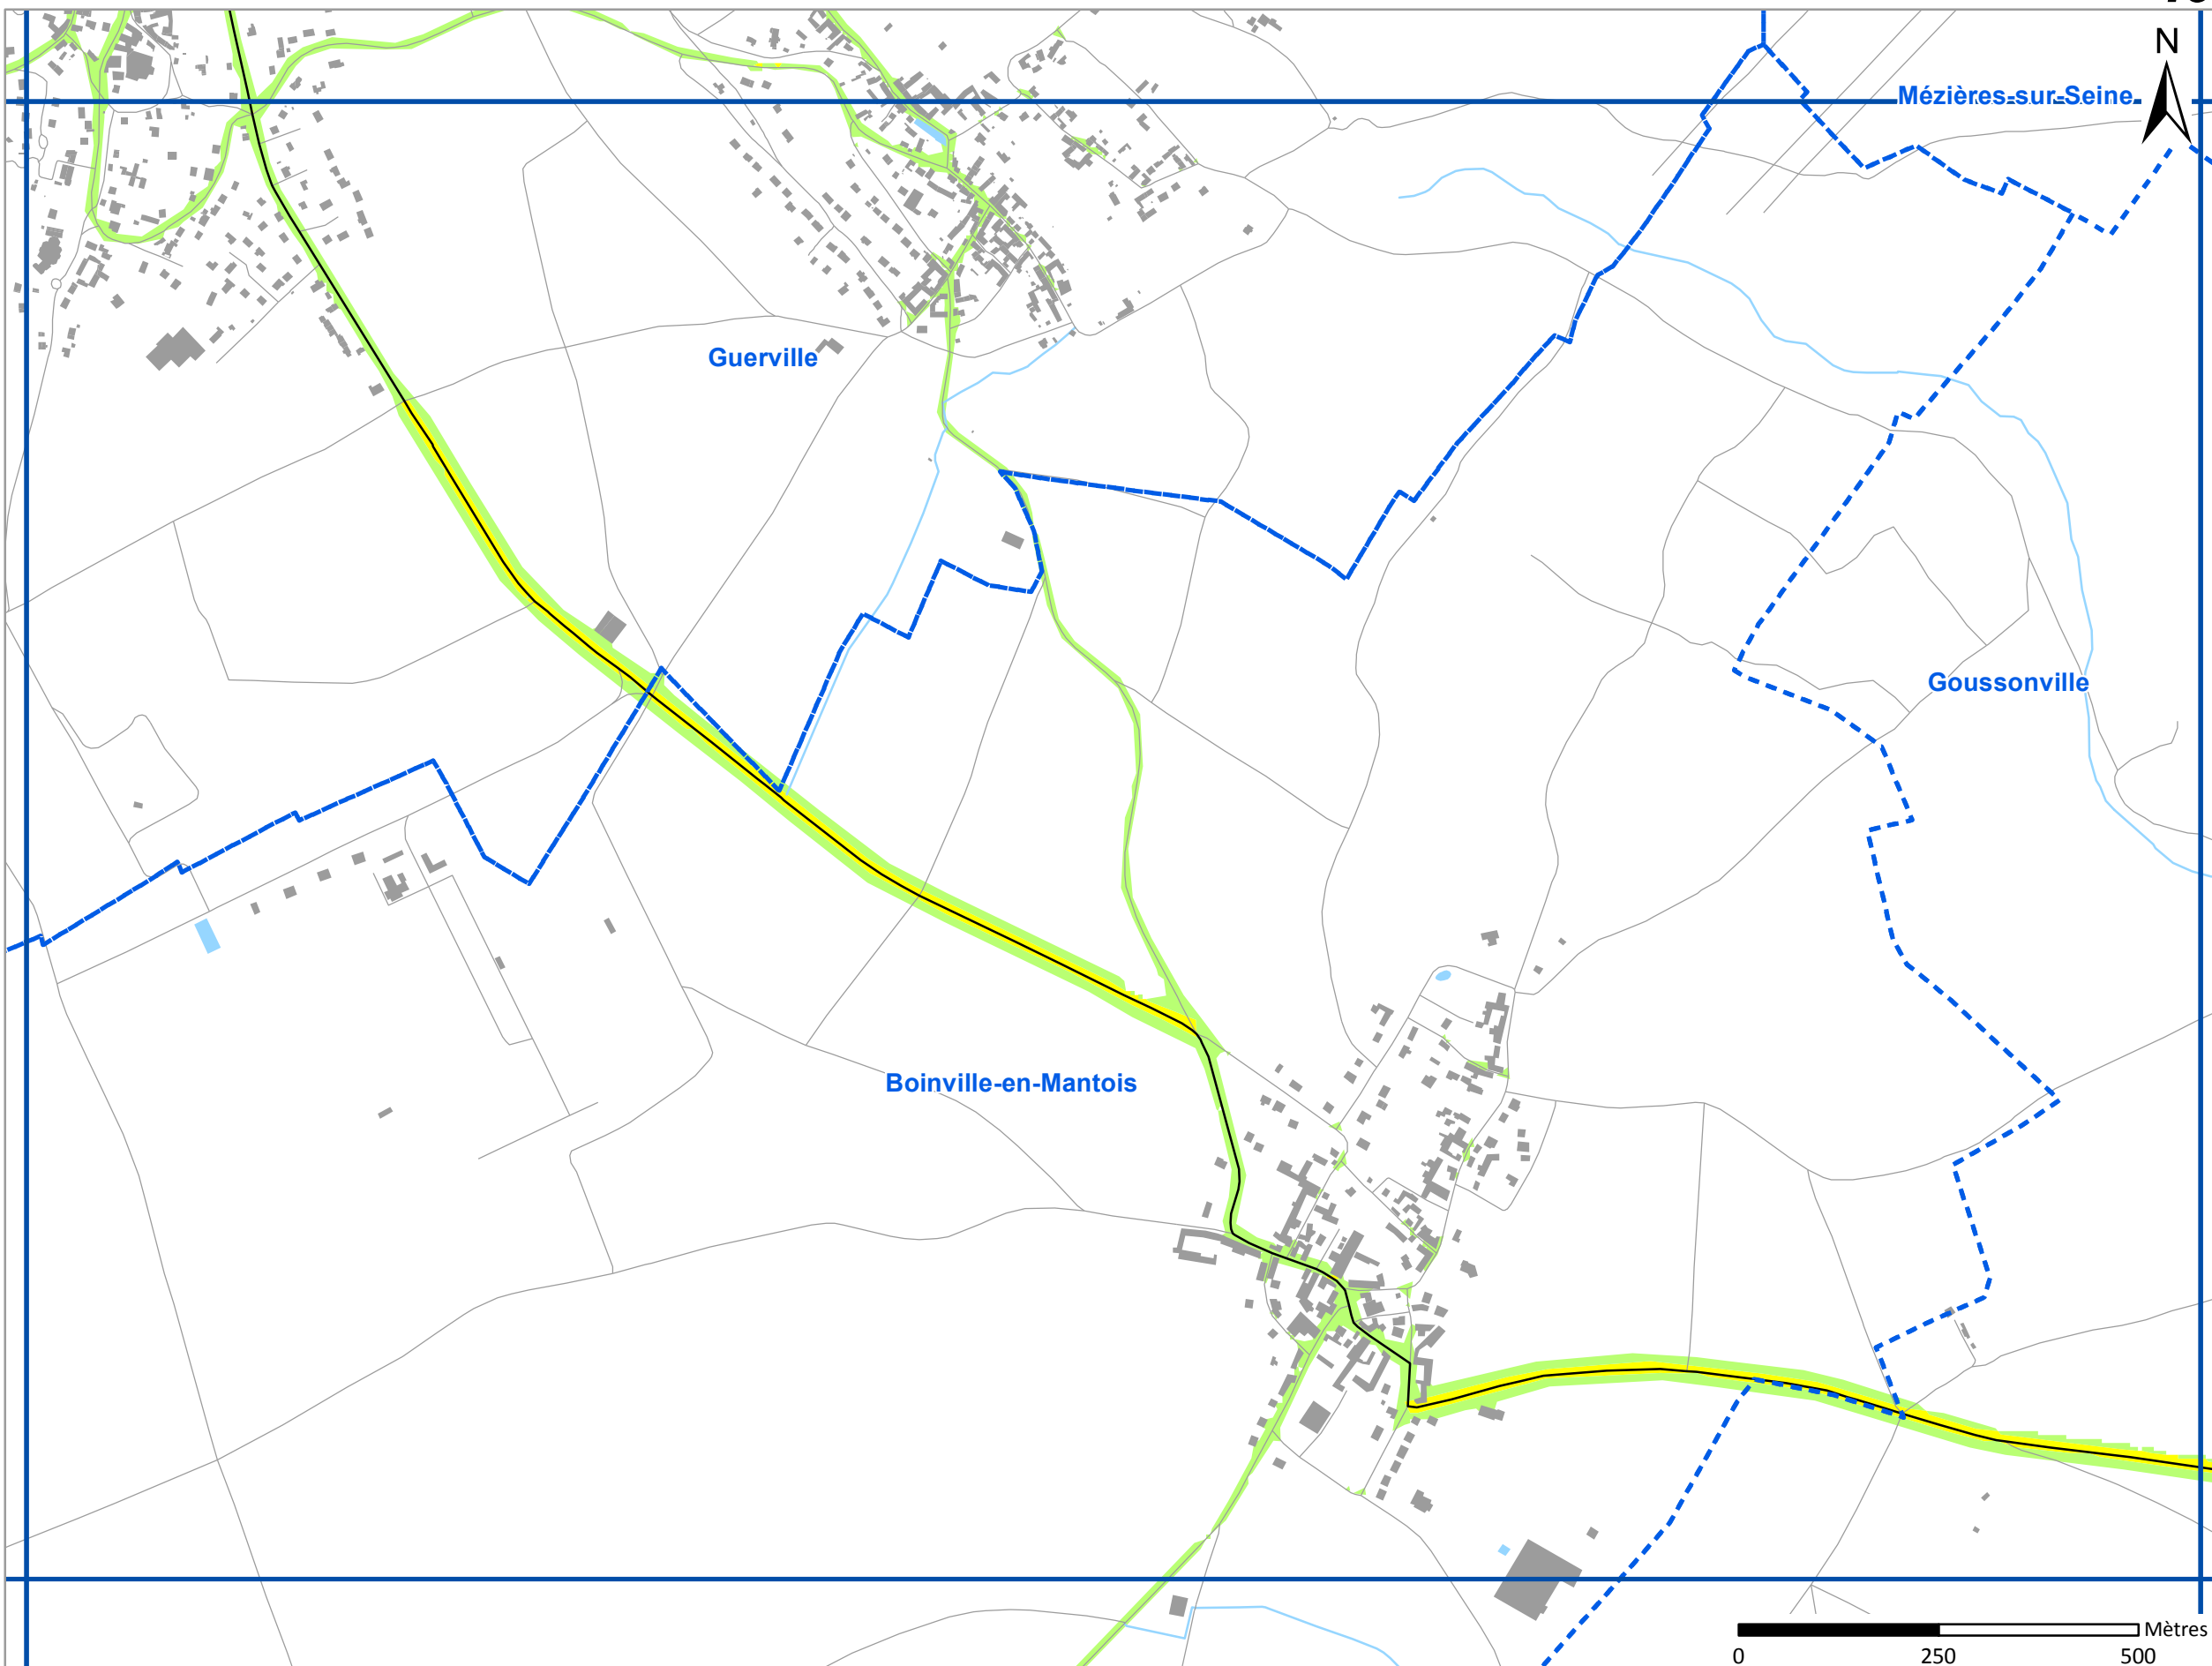 N
Mézières-sur-Seine
Guerville
Goussonville
Boinville-en-Mantois
Mètres
0 250 500